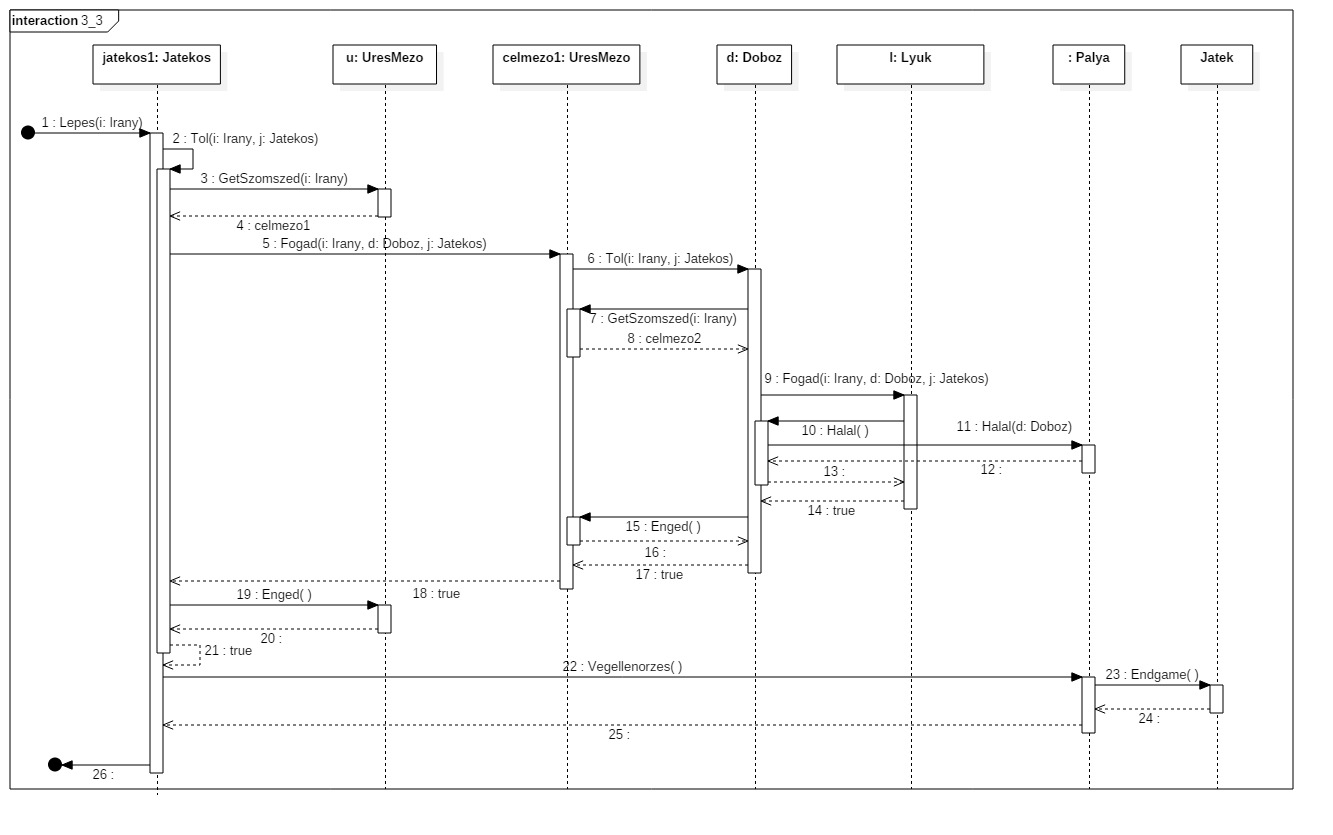 interaction 3_3
jatekos1: Jatekos
u: UresMezo
celmezo1: UresMezo
d: Doboz
l: Lyuk
: Palya
Jatek
1 : Lepes(i: Irany)
2 : Tol(i: Irany, j: Jatekos)
3 : GetSzomszed(i: Irany)
4 : celmezo1
5 : Fogad(i: Irany, d: Doboz, j: Jatekos)
6 : Tol(i: Irany, j: Jatekos)
7 : GetSzomszed(i: Irany)
8 : celmezo2
9 : Fogad(i: Irany, d: Doboz, j: Jatekos)
10 : Halal( )
11 : Halal(d: Doboz)
12 :
13 :
14 : true
15 : Enged( )
16 :
17 : true
18 : true
19 : Enged( )
20 :
21 : true
22 : Vegellenorzes( )
23 : Endgame( )
24 :
25 :
26 :